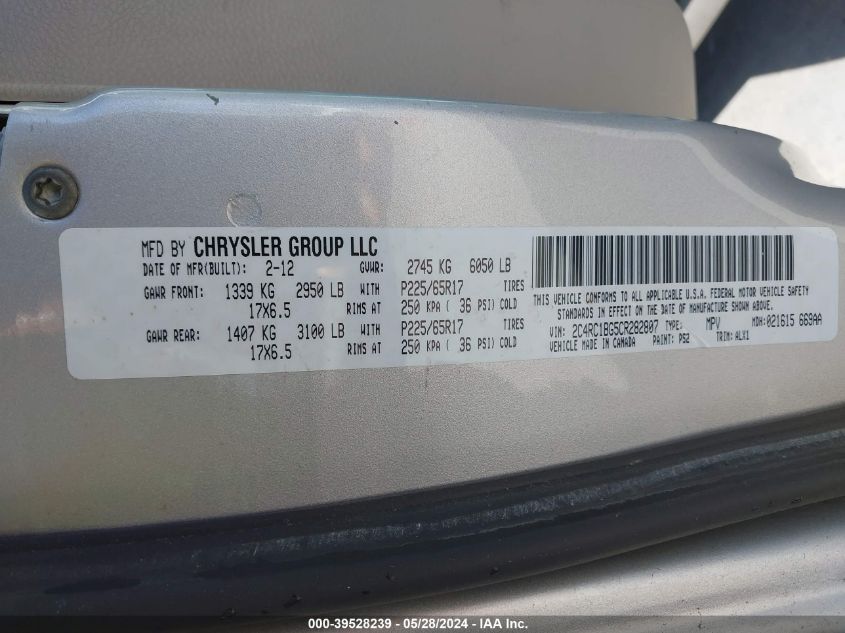 MFD BY CHRYSLER GROUP LLC
DATE OF MFR(BUILT): 2-12 GVWR: 2745 KG 6050 LB
GAWR FRONT: 1339 KG 2950 LB WITH P225/65R17 TIRES
17X6.5 RIMS AT 250 KPA ( 36 PSI) COLD
GAWR REAR: 1407 KG 3100 LB WITH P225/65R17 TIRES
17X6.5 RIMS AT 250 KPA ( 36 PSI) COLD
THIS VEHICLE CONFORMS TO ALL APPLICABLE U.S.A. FEDERAL MOTOR VEHICLE SAFETY
STANDARDS IN EFFECT ON THE DATE OF MANUFACTURE SHOWN ABOVE.
VIN: 2C4RC1BG5CR282807 TYPE: MPV MDH: 021615 669AA
VEHICLE MADE IN CANADA PAINT: PS2 TRIM: ALX1
000-39528239 - 05/28/2024 - IAA Inc.